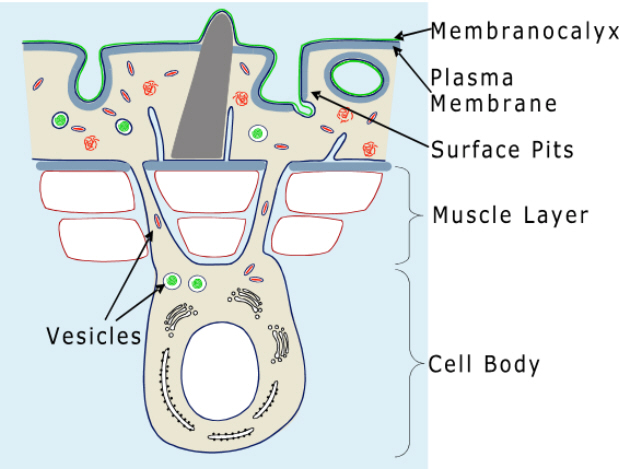 Membranocalyx
Plasma
Membrane
Surface Pits
Muscle Layer
Vesicles
Cell Body